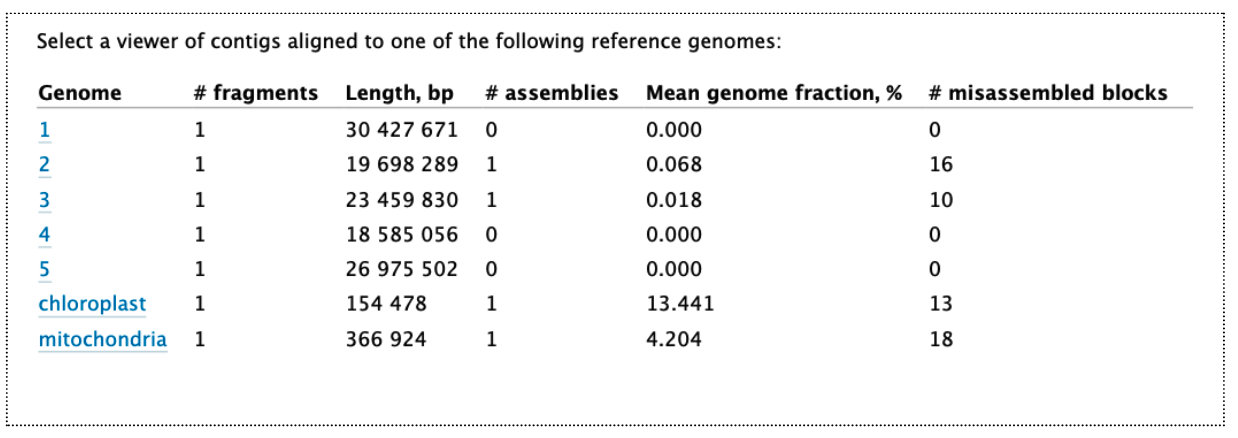 Select a viewer of contigs aligned to one of the following reference genomes:
Genome # fragments Length, bp # assemblies Mean genome fraction, % # misassembled blocks
1 1 30 427 671 0 0.000 0
2 1 19 698 289 1 0.068 16
3 1 23 459 830 1 0.018 10
4 1 18 585 056 0 0.000 0
5 1 26 975 502 0 0.000 0
chloroplast 1 154 478 1 13.441 13
mitochondria 1 366 924 1 4.204 18